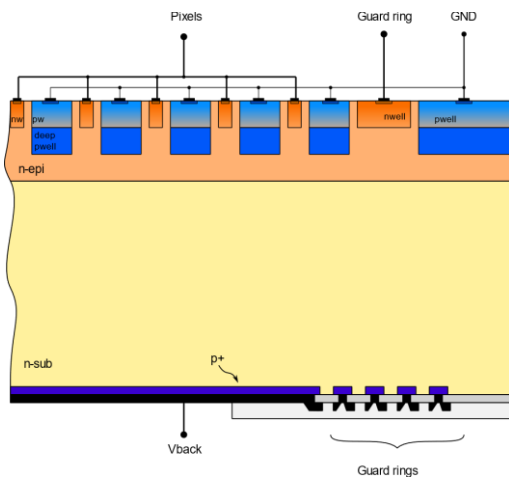 Pixels
Guard ring
GND
nw
pw
nwell
pwell
deep
pwell
n-epi
n-sub
p+
Vback
Guard rings